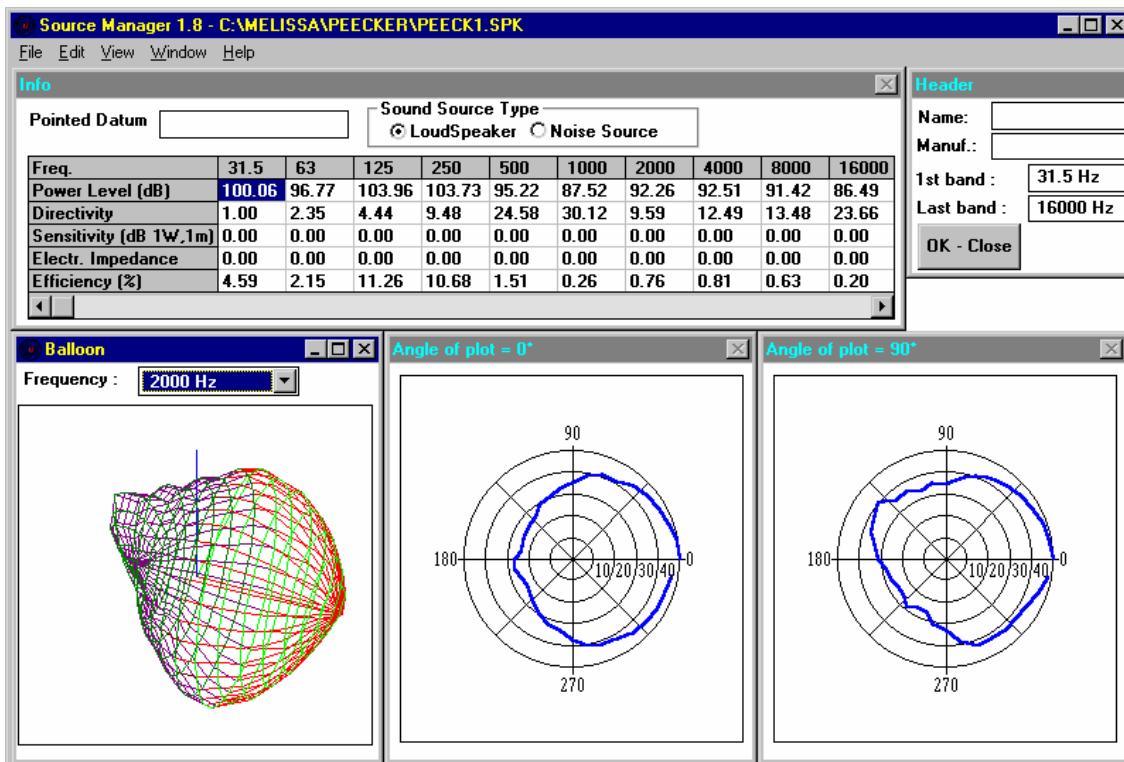 Source Manager 1.8 - C:\MELISSA\PEECKER\PEECK1.SPK
File Edit View Window Help
Info
Pointed Datum
Sound Source Type
LoudSpeaker Noise Source
Freq. 31.5 63 125 250 500 1000 2000 4000 8000 16000
Power Level (dB) 100.06 96.77 103.96 103.73 95.22 87.52 92.26 92.51 91.42 86.49
Directivity 1.00 2.35 4.44 9.48 24.58 30.12 9.59 12.49 13.48 23.66
Sensitivity (dB 1W,1m) 0.00 0.00 0.00 0.00 0.00 0.00 0.00 0.00 0.00 0.00
Electr. Impedance 0.00 0.00 0.00 0.00 0.00 0.00 0.00 0.00 0.00 0.00
Efficiency (%) 4.59 2.15 11.26 10.68 1.51 0.26 0.76 0.81 0.63 0.20
Header
Name:
Manuf.:
1st band : 31.5 Hz
Last band : 16000 Hz
OK - Close
Balloon
Frequency : 2000 Hz
Angle of plot = 0°
90
180 10 20 30 40 0
270
Angle of plot = 90°
90
180 10 20 30 40 0
270